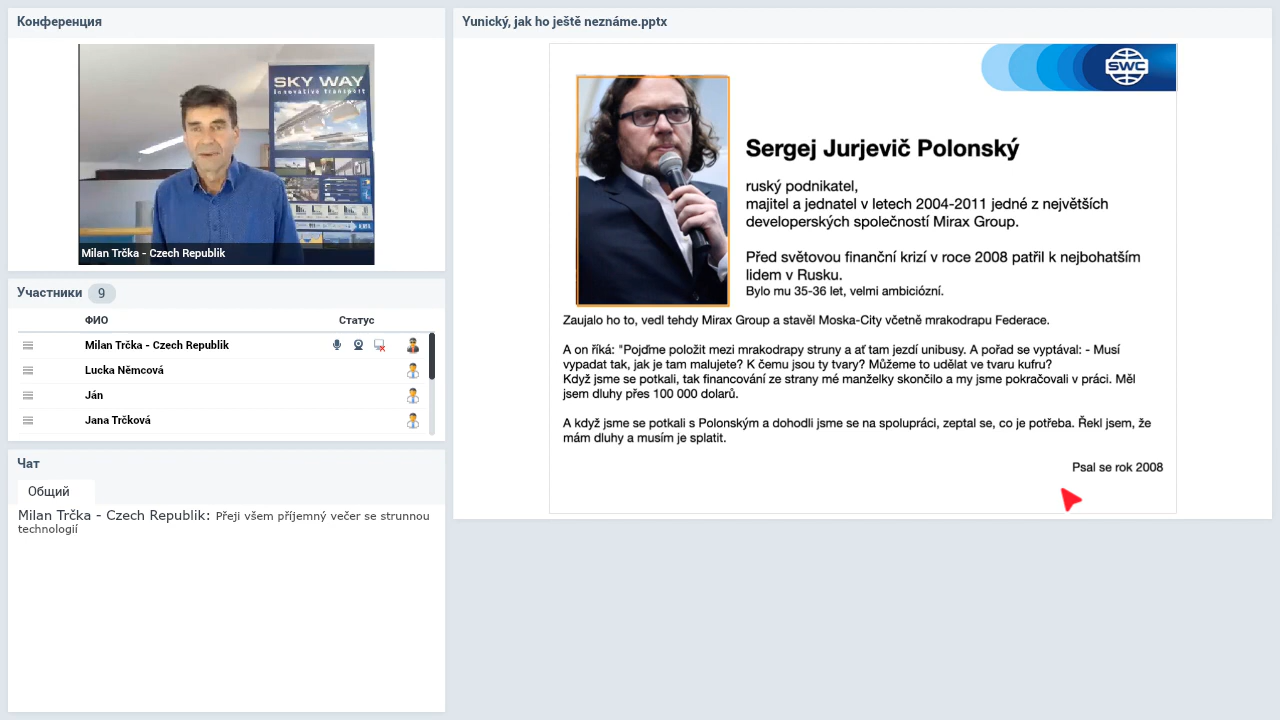 Конференция
SKY WAY
Innovative transport
Milan Trčka - Czech Republik
Участники 9
ФИО Статус
Milan Trčka - Czech Republik
Lucka Němcová
Ján
Jana Trčková
Чат
Общий
Milan Trčka - Czech Republik: Přeji všem příjemný večer se strunnou
technologií
Yunický, jak ho ještě neznáme.pptx
SWC
Sergej Jurjevič Polonský
ruský podnikatel,
majitel a jednatel v letech 2004-2011 jedné z největších
developerských společností Mirax Group.
Před světovou finanční krizí v roce 2008 patřil k nejbohatším
lidem v Rusku.
Bylo mu 35-36 let, velmi ambiciózní.
Zaujalo ho to, vedl tehdy Mirax Group a stavěl Moska-City včetně mrakodrapu Federace.
A on říká: "Pojďme položit mezi mrakodrapy struny a ať tam jezdí unibusy. A pořad se vyptával: - Musí
vypadat tak, jak je tam malujete? K čemu jsou ty tvary? Můžeme to udělat ve tvaru kufru?
Když jsme se potkali, tak financování ze strany mé manželky skončilo a my jsme pokračovali v práci. Měl
jsem dluhy přes 100 000 dolarů.
A když jsme se potkali s Polonským a dohodli jsme se na spolupráci, zeptal se, co je potřeba. Řekl jsem, že
mám dluhy a musím je splatit.
Psal se rok 2008